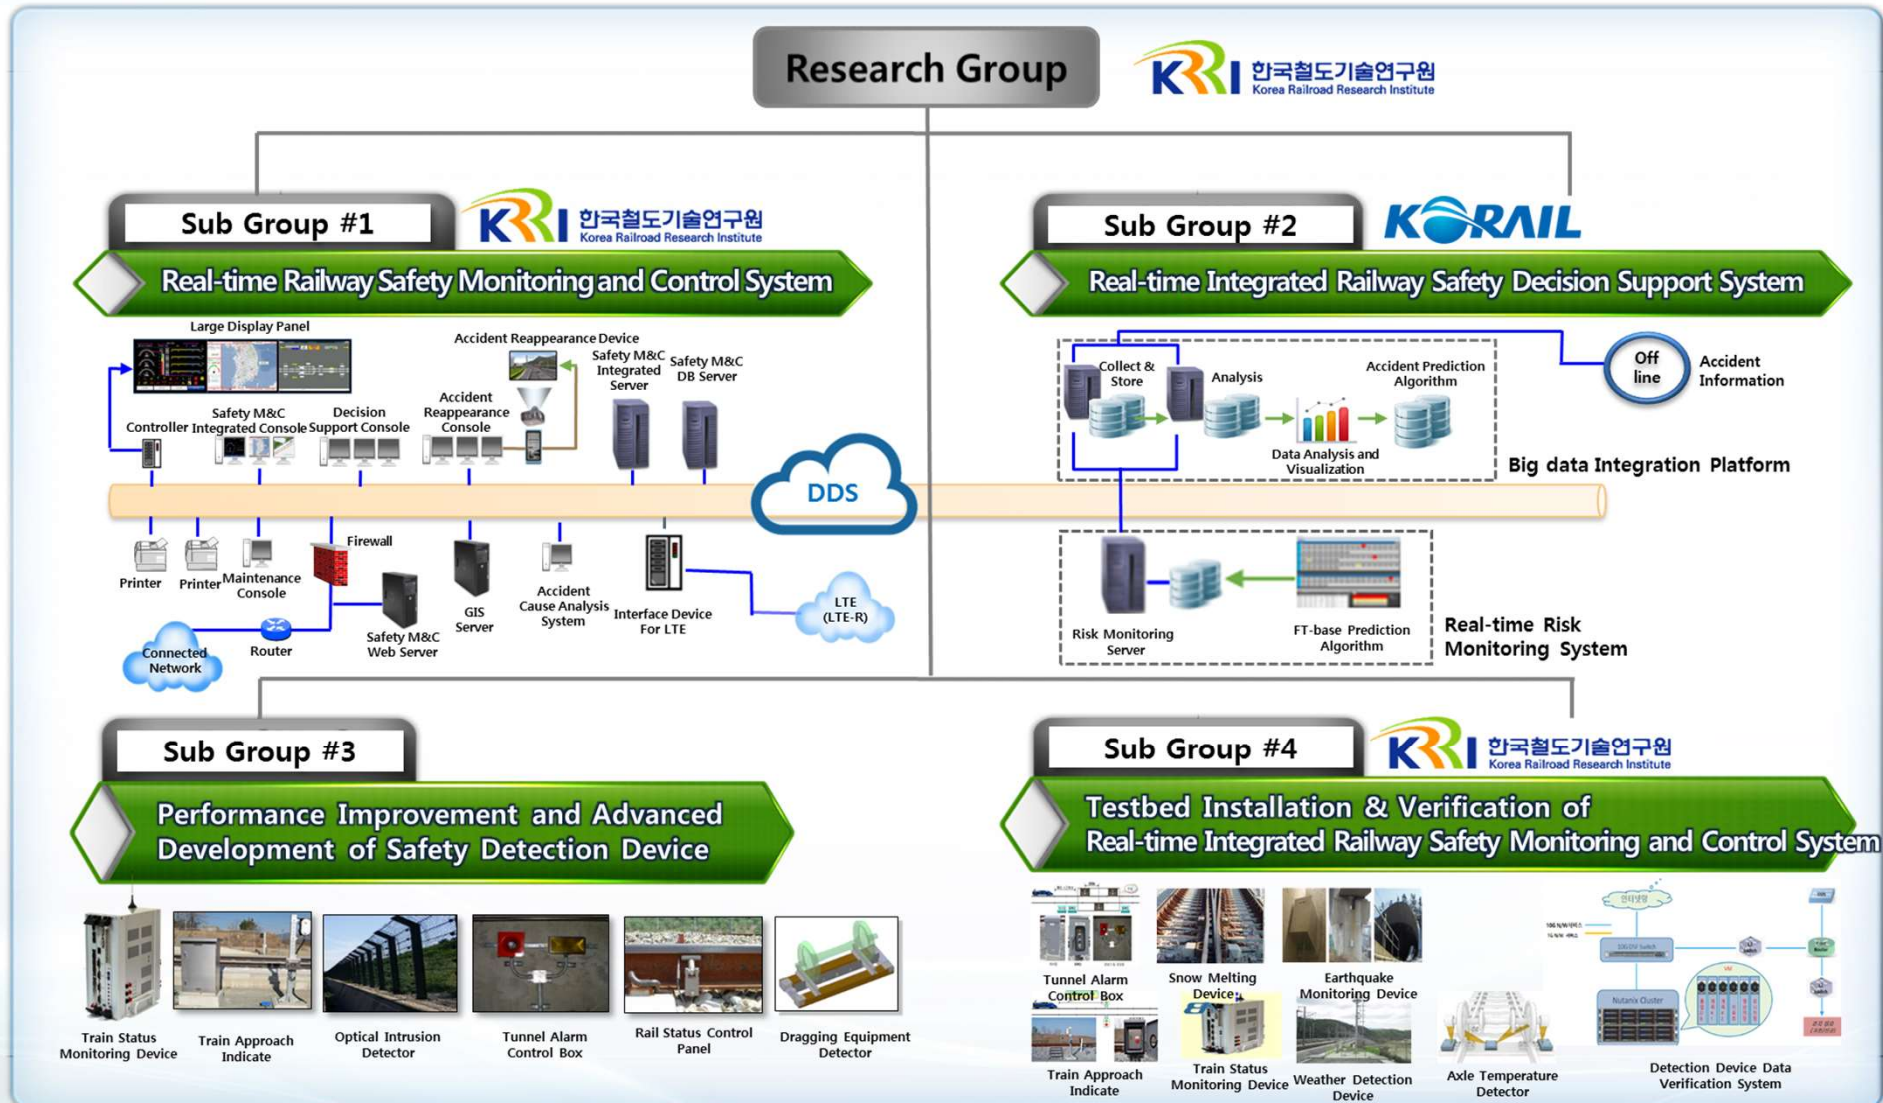 Research Group
KRRI 한국철도기술연구원
Korea Railroad Research Institute
Sub Group #1
KRRI 한국철도기술연구원
Korea Railroad Research Institute
Real-time Railway Safety Monitoring and Control System
Large Display Panel
Accident Reappearance Device
Safety M&C
Integrated
Server
Safety M&C
DB Server
Controller
Safety M&C
Integrated Console
Decision
Support Console
Accident
Reappearance
Console
DDS
Printer
Printer
Maintenance
Console
Firewall
Connected
Network
Router
Safety M&C
Web Server
GIS
Server
Accident
Cause Analysis
System
Interface Device
For LTE
LTE
(LTE-R)
Sub Group #2
KORAIL
Real-time Integrated Railway Safety Decision Support System
Collect &
Store
Analysis
Accident Prediction
Algorithm
Data Analysis and
Visualization
Off
line
Accident
Information
Big data Integration Platform
Risk Monitoring
Server
FT-base Prediction
Algorithm
Real-time Risk
Monitoring System
Sub Group #3
Performance Improvement and Advanced
Development of Safety Detection Device
Train Status
Monitoring Device
Train Approach
Indicate
Optical Intrusion
Detector
Tunnel Alarm
Control Box
Rail Status Control
Panel
Dragging Equipment
Detector
Sub Group #4
KRRI 한국철도기술연구원
Korea Railroad Research Institute
Testbed Installation & Verification of
Real-time Integrated Railway Safety Monitoring and Control System
Tunnel Alarm
Control Box
Snow Melting
Device
Earthquake
Monitoring Device
Train Approach
Indicate
Train Status
Monitoring Device
Weather Detection
Device
Axle Temperature
Detector
인터넷망
Nutanix Cluster
VM
Detection Device Data
Verification System